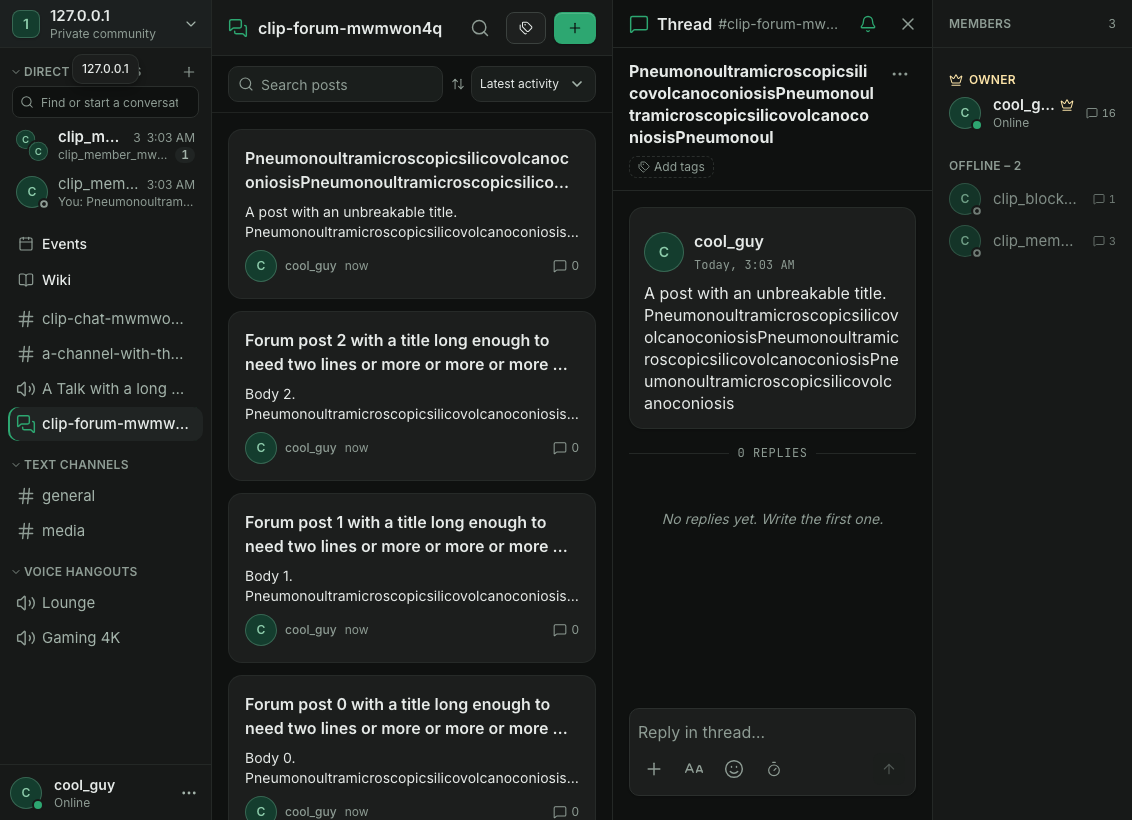 1
127.0.0.1
Private community
DIRECT
127.0.0.1
Find or start a conversat
C
C
clip_m...
3
3:03 AM
clip_member_mw...
1
C
clip_mem...
3:03 AM
You: Pneumonoultram...
Events
Wiki
clip-chat-mwmwo...
a-channel-with-th...
A Talk with a long ...
clip-forum-mwmw...
TEXT CHANNELS
general
media
VOICE HANGOUTS
Lounge
Gaming 4K
C
cool_guy
Online
clip-forum-mwmwon4q
Search posts
Latest activity
Pneumonoultramicroscopicsilicovolcanoc
oniosisPneumonoultramicroscopicsilico...
A post with an unbreakable title.
Pneumonoultramicroscopicsilicovolcanoconiosis...
C
cool_guy now
0
Forum post 2 with a title long enough to
need two lines or more or more or more ...
Body 2.
Pneumonoultramicroscopicsilicovolcanoconiosis...
C
cool_guy now
0
Forum post 1 with a title long enough to
need two lines or more or more or more ...
Body 1.
Pneumonoultramicroscopicsilicovolcanoconiosis...
C
cool_guy now
0
Forum post 0 with a title long enough to
need two lines or more or more or more ...
Body 0.
Pneumonoultramicroscopicsilicovolcanoconiosis...
C
cool_guy now
0
Thread #clip-forum-mw...
Pneumonoultramicroscopicsili
covolcanoconiosisPneumonoul
tramicroscopicsilicovolcanoco
niosisPneumonoul
Add tags
C
cool_guy
Today, 3:03 AM
A post with an unbreakable title.
Pneumonoultramicroscopicsilicov
olcanoconiosisPneumonoultramic
roscopicsilicovolcanoconiosisPne
umonoultramicroscopicsilicovolc
anoconiosis
0 REPLIES
No replies yet. Write the first one.
Reply in thread...
AA
MEMBERS
3
OWNER
C
cool_g...
16
Online
OFFLINE – 2
C
clip_block...
1
C
clip_mem...
3